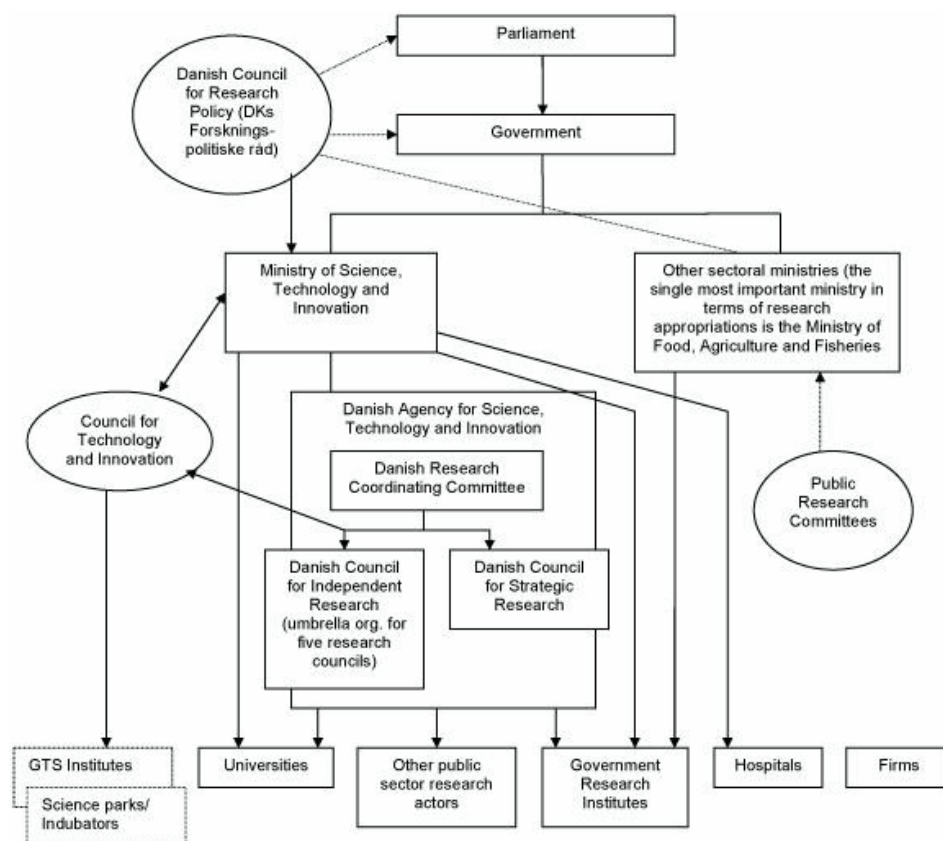 Parliament
Danish Council
for Research
Policy (DKs
Forsknings-
politiske råd)
Government
Ministry of Science,
Technology and
Innovation
Other sectoral ministries (the
single most important ministry in
terms of research
appropriations is the Ministry of
Food, Agriculture and Fisheries
Council for
Technology
and Innovation
Danish Agency for Science,
Technology and Innovation
Danish Research
Coordinating Committee
Public
Research
Committees
Danish Council
for Independent
Research
(umbrella org. for
five research
councils)
Danish Council
for Strategic
Research
GTS Institutes
Science parks/
Indubators
Universities
Other public
sector research
actors
Government
Research
Institutes
Hospitals
Firms